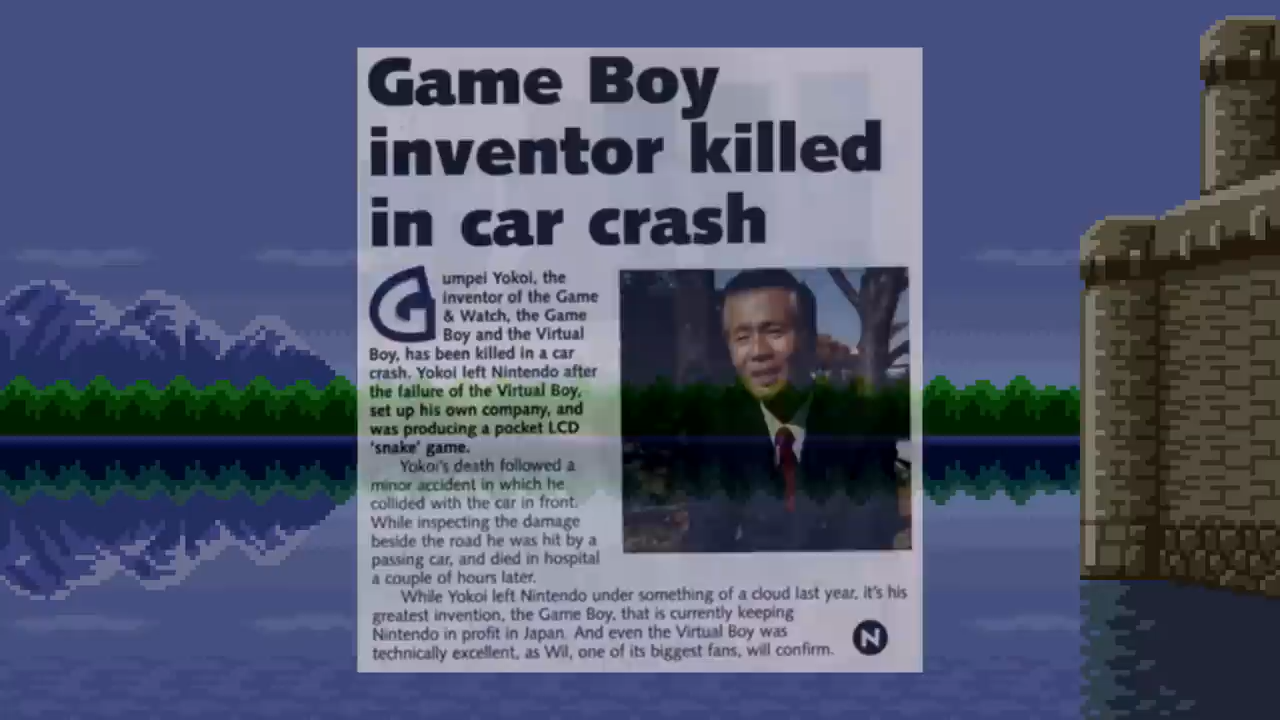 Game Boy
inventor killed
in car crash
Gumpei Yokoi, the
inventor of the Game
& Watch, the Game
Boy and the Virtual
Boy, has been killed in a car
crash. Yokoi left Nintendo after
the failure of the Virtual Boy,
set up his own company, and
was producing a pocket LCD
'snake' game.
Yokoi's death followed a
minor accident in which he
collided with the car in front.
While inspecting the damage
beside the road he was hit by a
passing car, and died in hospital
a couple of hours later.
While Yokoi left Nintendo under something of a cloud last year, it's his
greatest invention, the Game Boy, that is currently keeping
Nintendo in profit in Japan. And even the Virtual Boy was
technically excellent, as Wil, one of its biggest fans, will confirm.
N